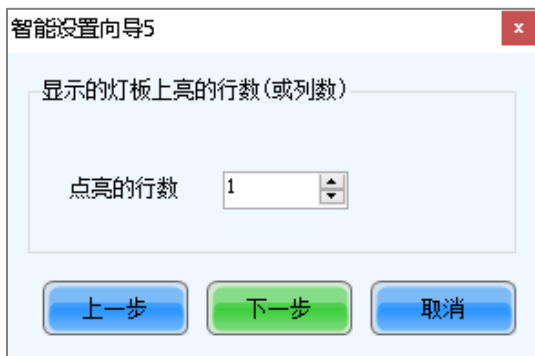 智能设置向导5
x
显示的灯板上亮的行数(或列数)
点亮的行数 1
上一步 下一步 取消